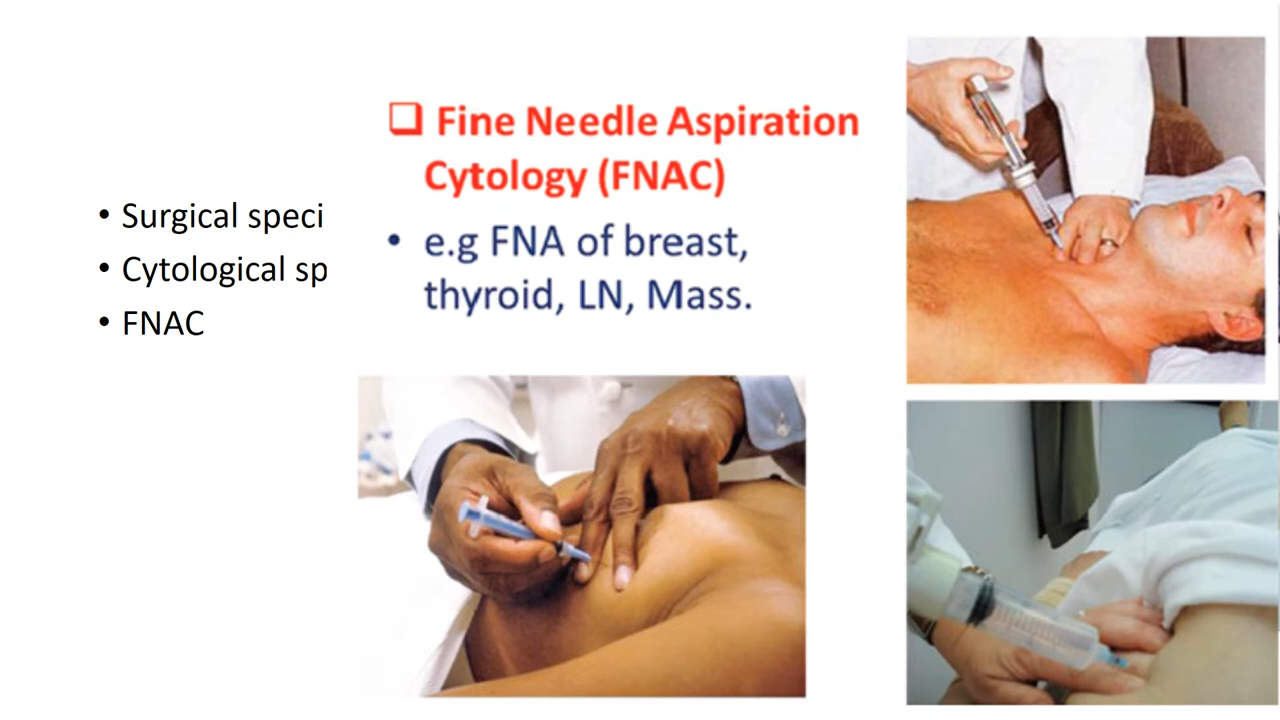 • Surgical speci
• Cytological sp
• FNAC
❑ Fine Needle Aspiration
Cytology (FNAC)
• e.g FNA of breast,
thyroid, LN, Mass.